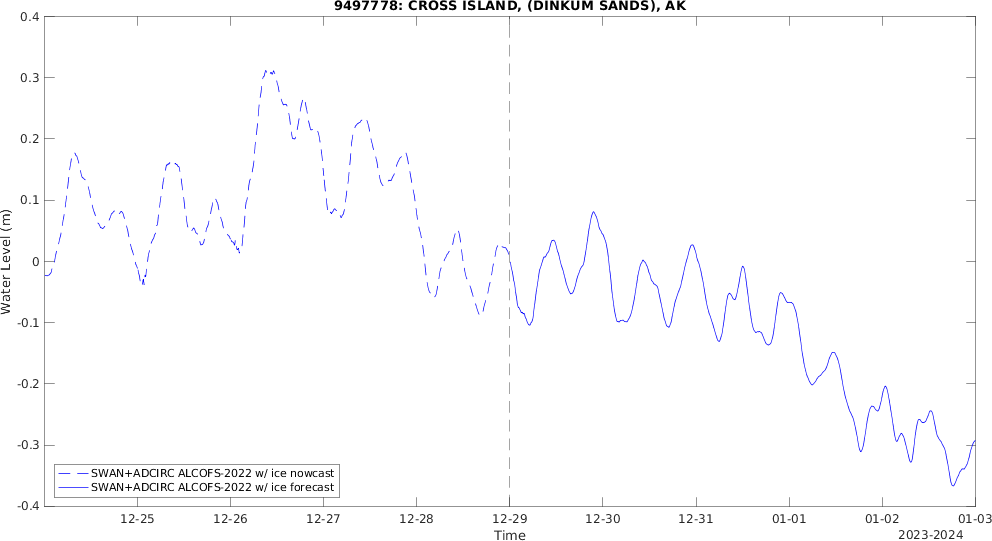 9497778: CROSS ISLAND, (DINKUM SANDS), AK
Water Level (m)
0.4
0.3
0.2
0.1
0
-0.1
-0.2
-0.3
-0.4
SWAN+ADCIRC ALCOFS-2022 w/ ice nowcast
SWAN+ADCIRC ALCOFS-2022 w/ ice forecast
12-25 12-26 12-27 12-28 12-29 12-30 12-31 01-01 01-02 01-03
Time
2023-2024